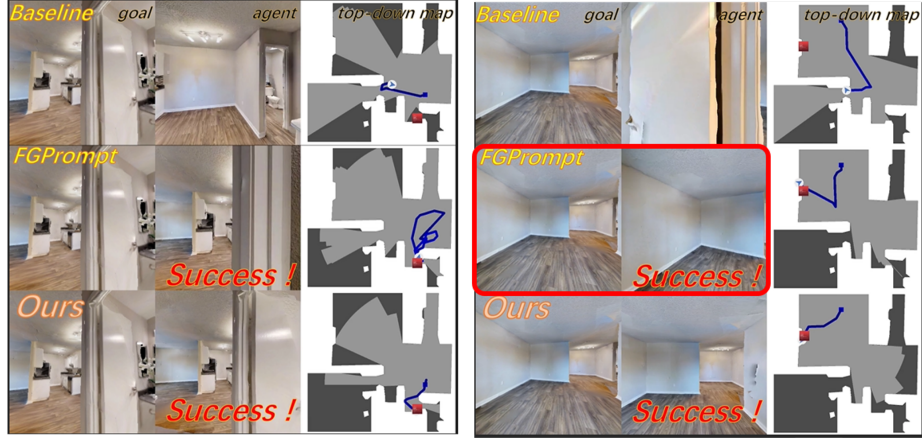 Baseline goal agent top-down map
FGPrompt
Success !
Ours
Success !
Baseline goal agent top-down map
FGPrompt
Success !
Ours
Success !